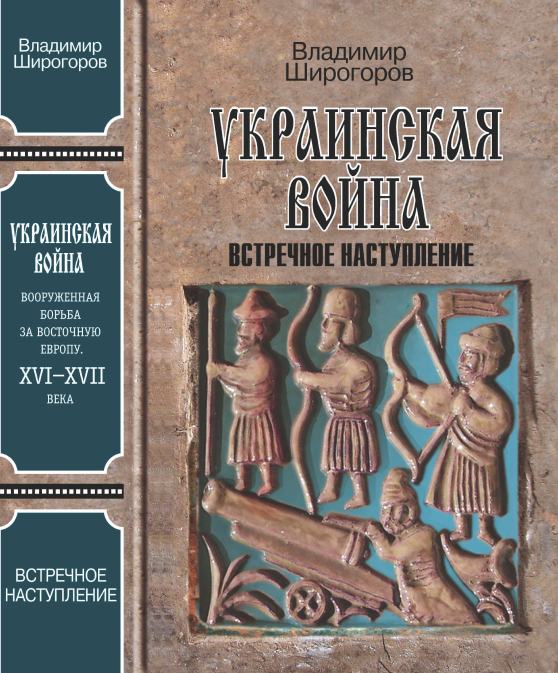 Владимир
Широгоров
УКРАИНСКАЯ
ВОЙНА
ВООРУЖЕННАЯ
БОРЬБА
ЗА ВОСТОЧНУЮ
ЕВРОПУ.
XVI–XVII
ВЕКА
ВСТРЕЧНОЕ
НАСТУПЛЕНИЕ
Владимир
Широгоров
УКРАИНСКАЯ
ВОЙНА
ВСТРЕЧНОЕ НАСТУПЛЕНИЕ